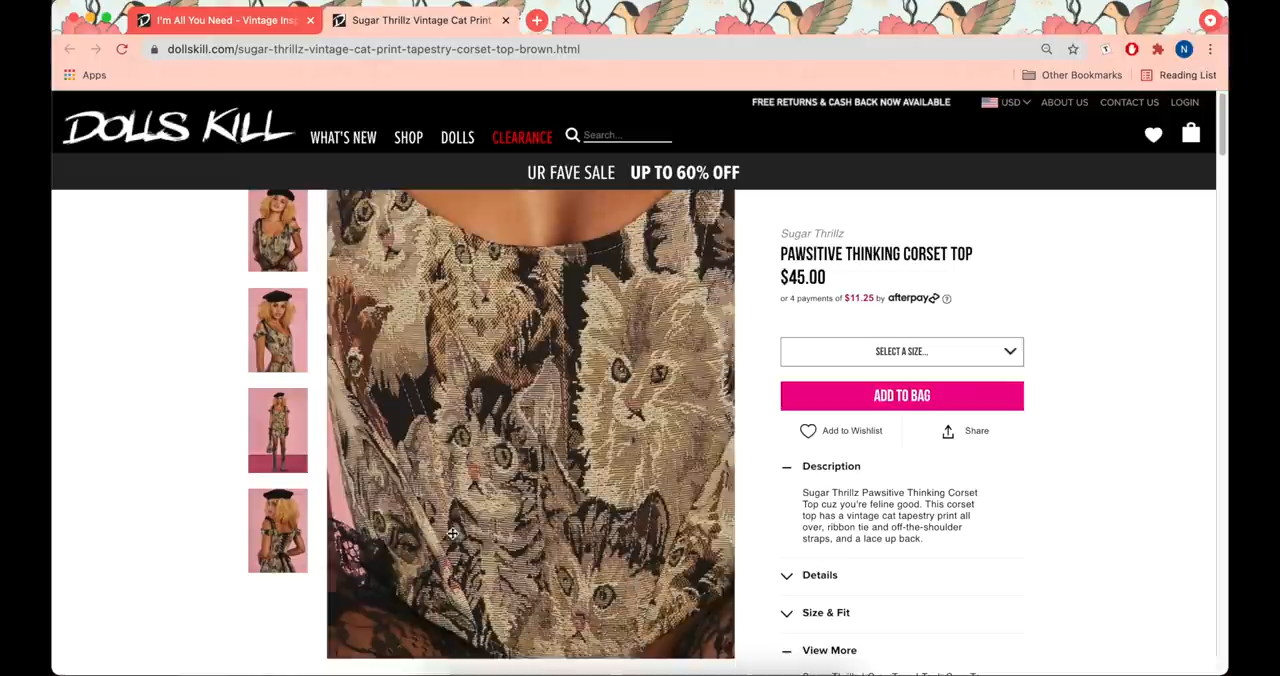 I'm All You Need - Vintage Insp
Sugar Thrillz Vintage Cat Print
dollskill.com/sugar-thrillz-vintage-cat-print-tapestry-corset-top-brown.html
N
Apps
Other Bookmarks
Reading List
FREE RETURNS & CASH BACK NOW AVAILABLE
USD
ABOUT US
CONTACT US
LOGIN
DOLLS KILL
WHAT'S NEW
SHOP
DOLLS
CLEARANCE
Search...
UR FAVE SALE UP TO 60% OFF
Sugar Thrillz
PAWSITIVE THINKING CORSET TOP
$45.00
or 4 payments of $11.25 by afterpay
SELECT A SIZE...
ADD TO BAG
Add to Wishlist
Share
Description
Sugar Thrillz Pawsitive Thinking Corset
Top cuz you're feline good. This corset
top has a vintage cat tapestry print all
over, ribbon tie and off-the-shoulder
straps, and a lace up back.
Details
Size & Fit
View More